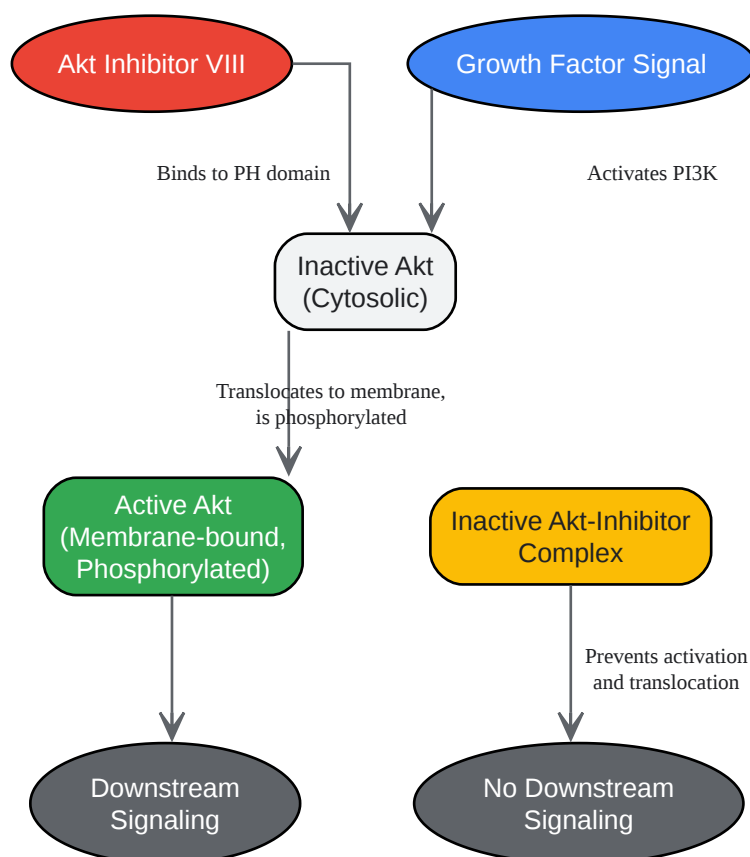 Akt Inhibitor VIII
Growth Factor Signal
Binds to PH domain
Activates PI3K
Inactive Akt
(Cytosolic)
Translocates to membrane,
is phosphorylated
Active Akt
(Membrane-bound,
Phosphorylated)
Inactive Akt-Inhibitor
Complex
Prevents activation
and translocation
Downstream
Signaling
No Downstream
Signaling